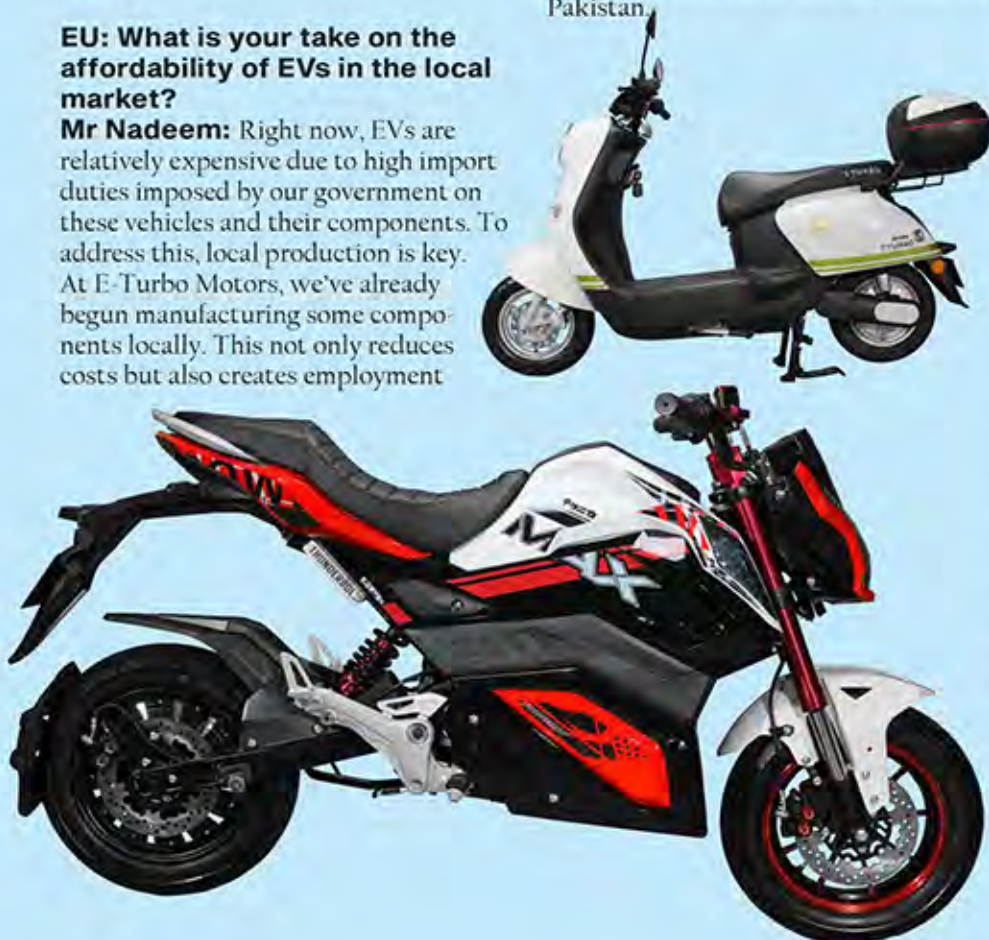 Pakistan.
EU: What is your take on the
affordability of EVs in the local
market?
Mr Nadeem: Right now, EVs are
relatively expensive due to high import
duties imposed by our government on
these vehicles and their components. To
address this, local production is key.
At E-Turbo Motors, we've already
begun manufacturing some compo-
nents locally. This not only reduces
costs but also creates employment
M